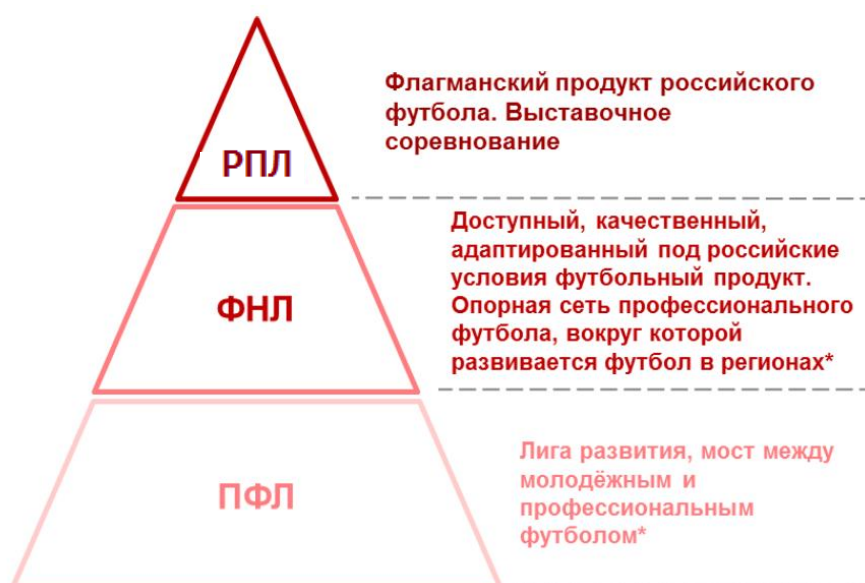 РПЛ
Флагманский продукт российского
футбола. Выставочное
соревнование
ФНЛ
Доступный, качественный,
адаптированный под российские
условия футбольный продукт.
Опорная сеть профессионального
футбола, вокруг которой
развивается футбол в регионах*
ПФЛ
Лига развития, мост между
молодёжным и
профессиональным
футболом*